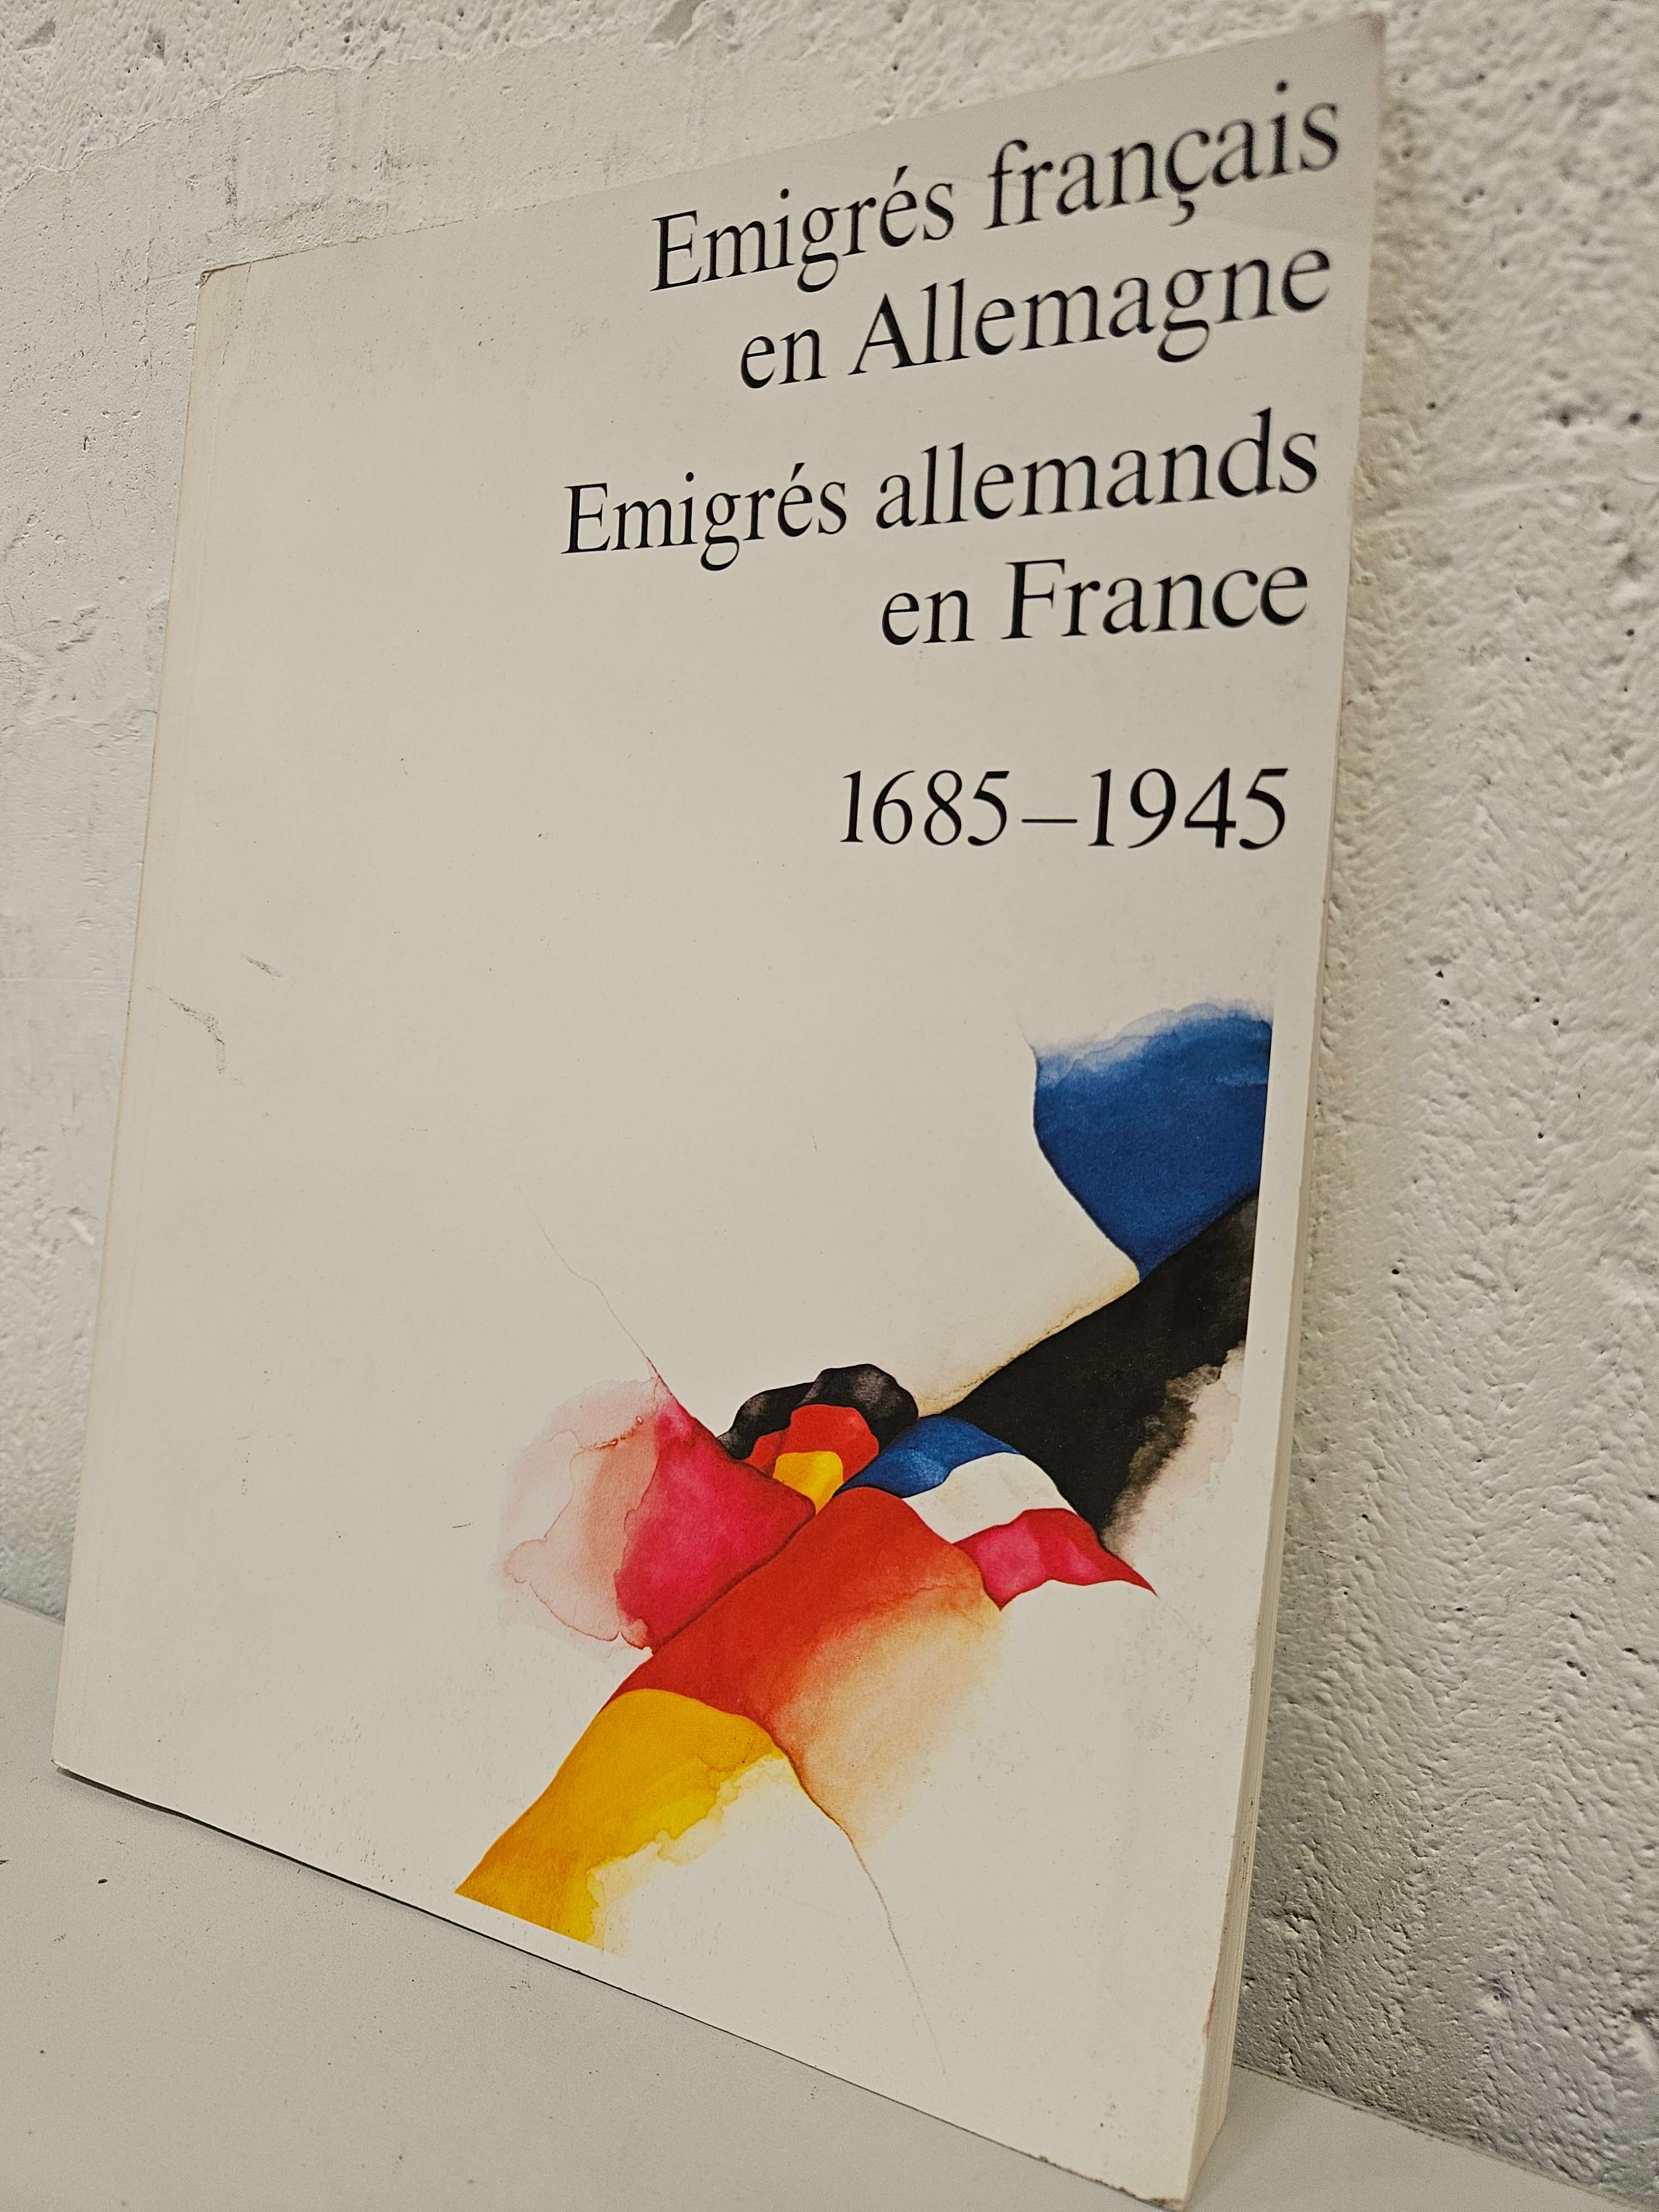 Emigrés français
en Allemagne
Emigrés allemands
en France
1685–1945